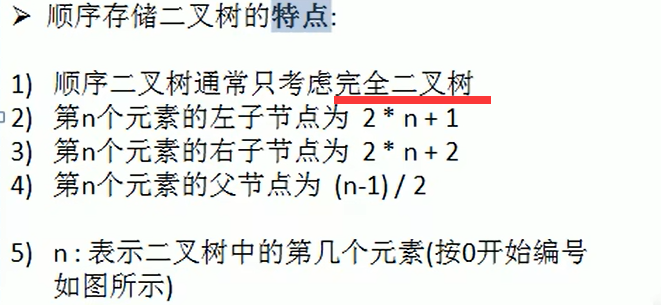 ➢ 顺序存储二叉树的特点:
1) 顺序二叉树通常只考虑完全二叉树
2) 第n个元素的左子节点为 2 * n + 1
3) 第n个元素的右子节点为 2 * n + 2
4) 第n个元素的父节点为 (n-1) / 2
5) n : 表示二叉树中的第几个元素(按0开始编号
如图所示)